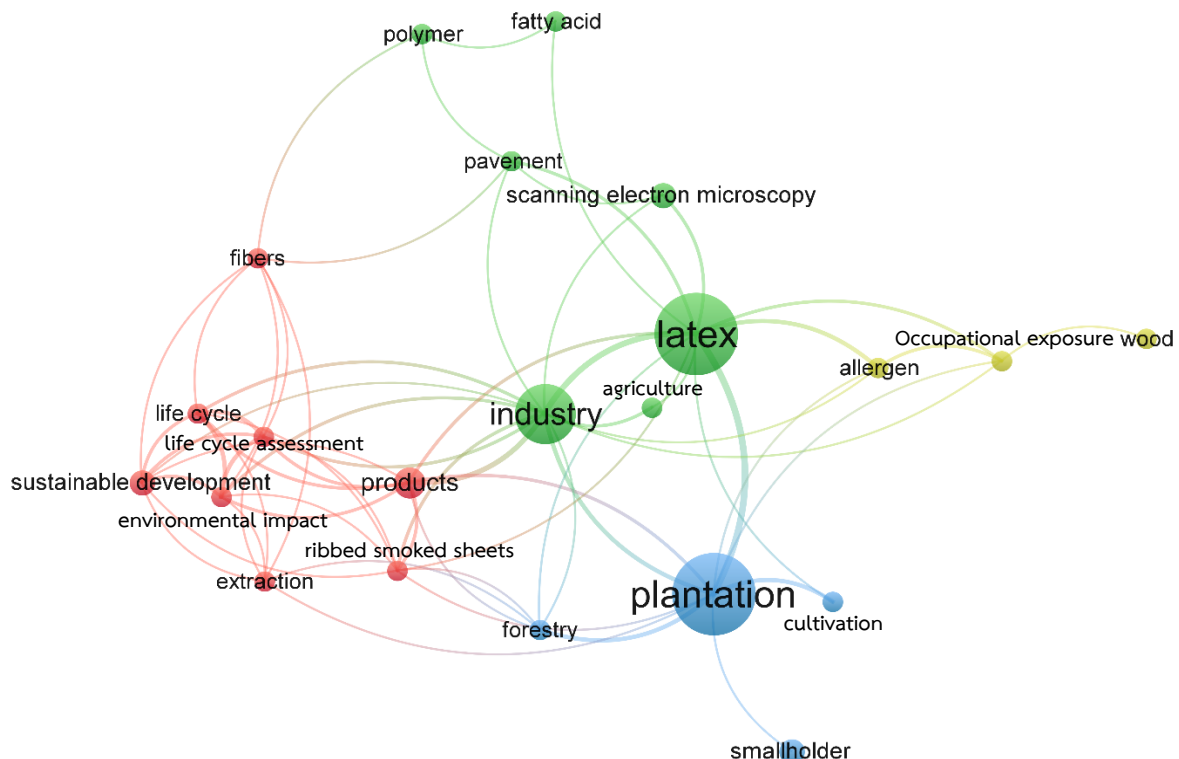 fatty acid
polymer
pavement
scanning electron microscopy
fibers
latex
Occupational exposure wood
allergen
agriculture
industry
life cycle
life cycle assessment
sustainable development
products
environmental impact
ribbed smoked sheets
extraction
plantation
cultivation
forestry
smallholder